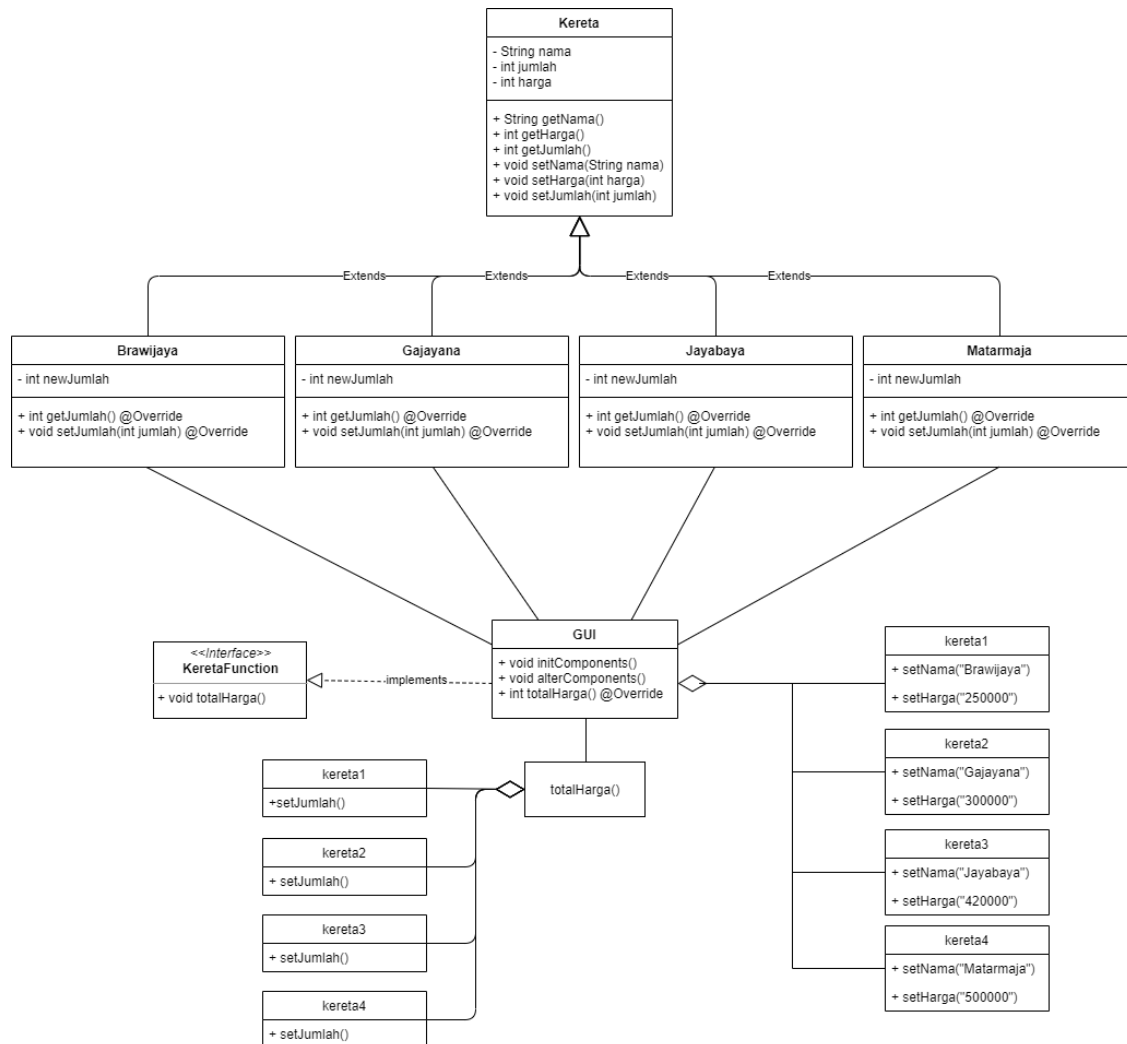 Kereta
- String nama
- int jumlah
- int harga
+ String getNama()
+ int getHarga()
+ int getJumlah()
+ void setNama(String nama)
+ void setHarga(int harga)
+ void setJumlah(int jumlah)
Extends
Extends
Extends
Extends
Brawijaya
- int newJumlah
+ int getJumlah() @Override
+ void setJumlah(int jumlah) @Override
Gajayana
- int newJumlah
+ int getJumlah() @Override
+ void setJumlah(int jumlah) @Override
Jayabaya
- int newJumlah
+ int getJumlah() @Override
+ void setJumlah(int jumlah) @Override
Matarmaja
- int newJumlah
+ int getJumlah() @Override
+ void setJumlah(int jumlah) @Override
<<Interface>>
KeretaFunction
+ void totalHarga()
implements
GUI
+ void initComponents()
+ void alterComponents()
+ int totalHarga() @Override
kereta1
+ setNama("Brawijaya")
+ setHarga("250000")
kereta2
+ setNama("Gajayana")
+ setHarga("300000")
kereta3
+ setNama("Jayabaya")
+ setHarga("420000")
kereta4
+ setNama("Matarmaja")
+ setHarga("500000")
totalHarga()
kereta1
+setJumlah()
kereta2
+ setJumlah()
kereta3
+ setJumlah()
kereta4
+ setJumlah()